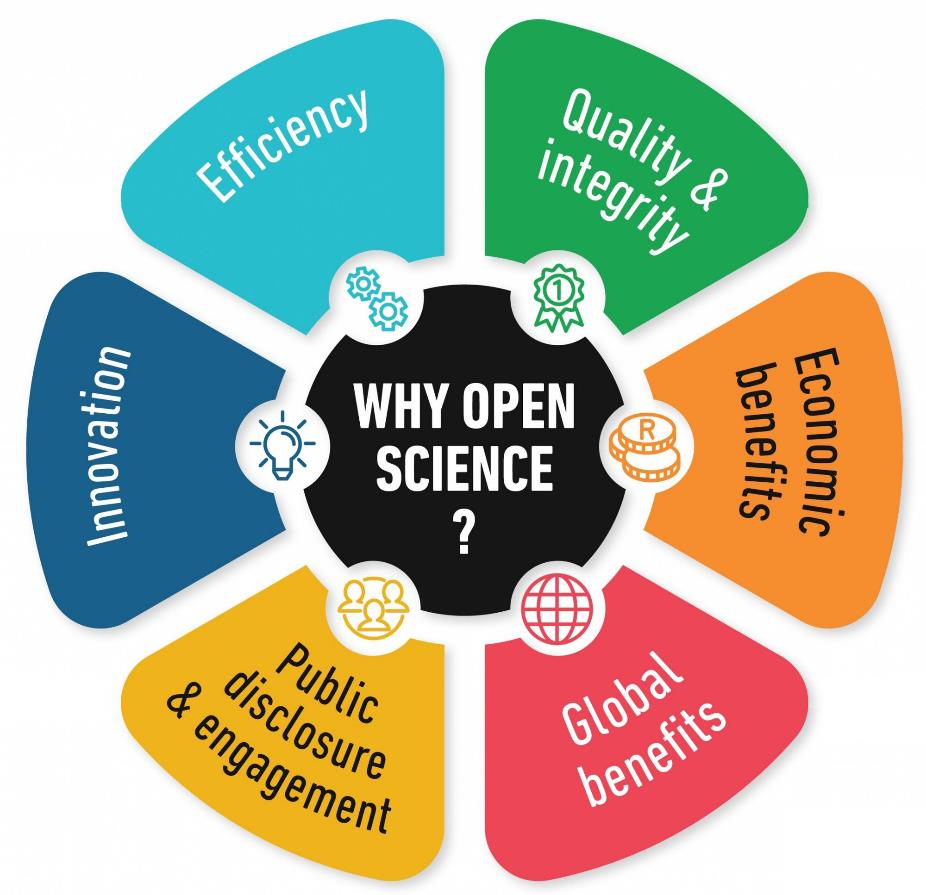 WHY OPEN
SCIENCE
?
Efficiency
Quality &
integrity
1
Economic
benefits
R
Global
benefits
Public
disclosure
& engagement
Innovation